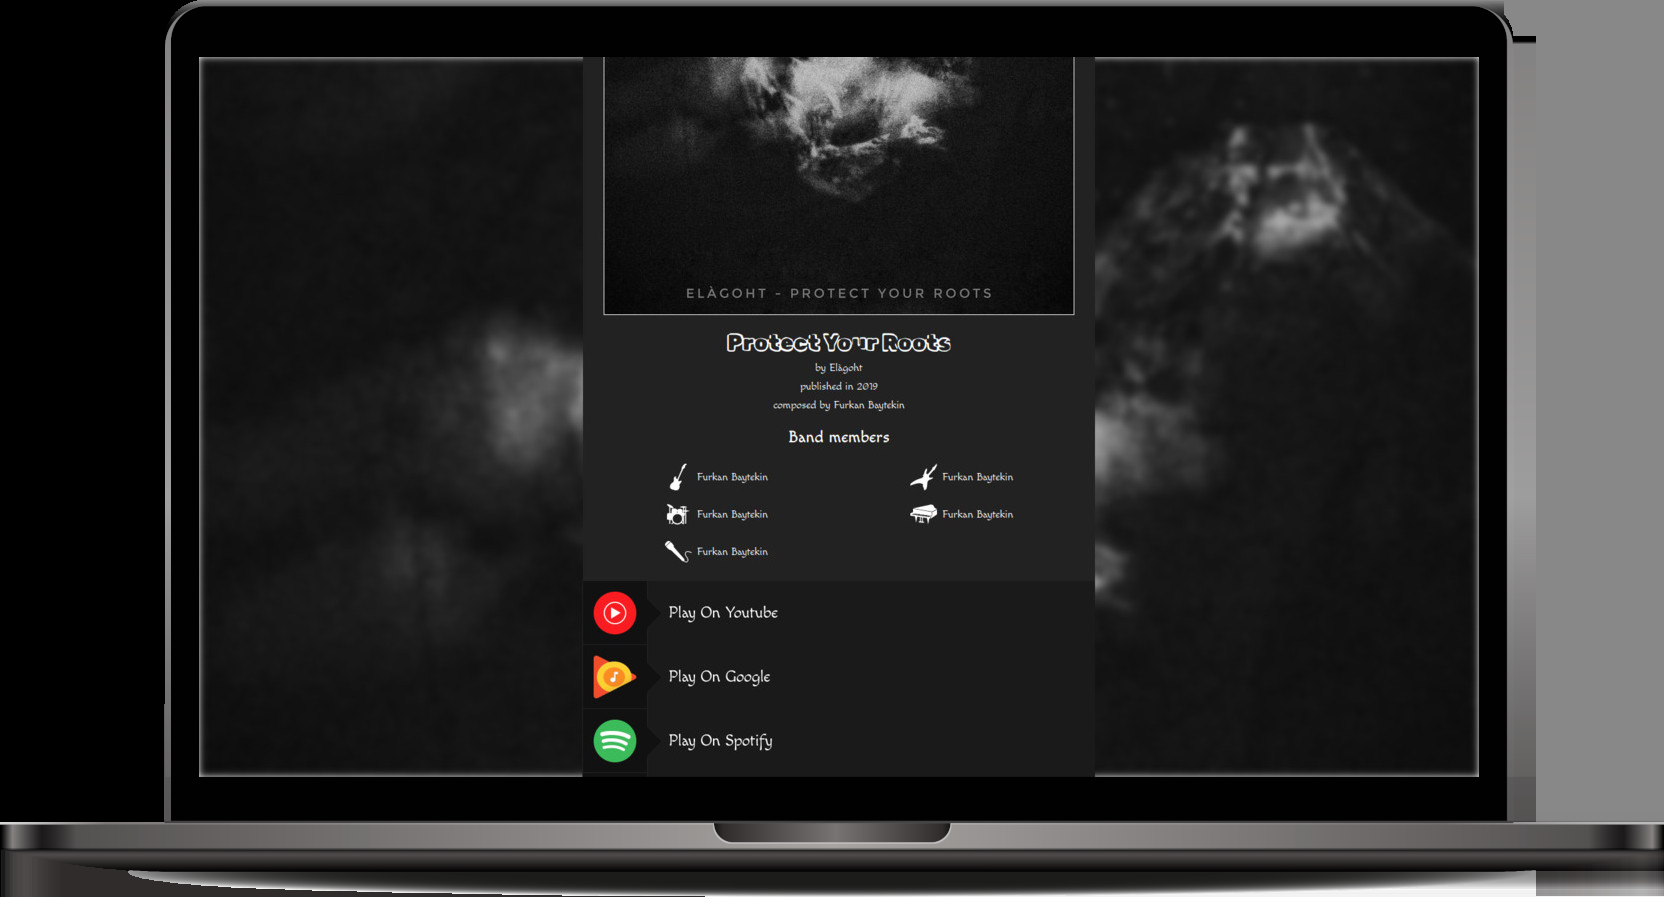 ELÀGOHT - PROTECT YOUR ROOTS
Protect Your Roots
by Elàgoht
published in 2019
composed by Furkan Baytekin
Band members
Furkan Baytekin
Furkan Baytekin
Furkan Baytekin
Furkan Baytekin
Furkan Baytekin
Play On Youtube
Play On Google
Play On Spotify